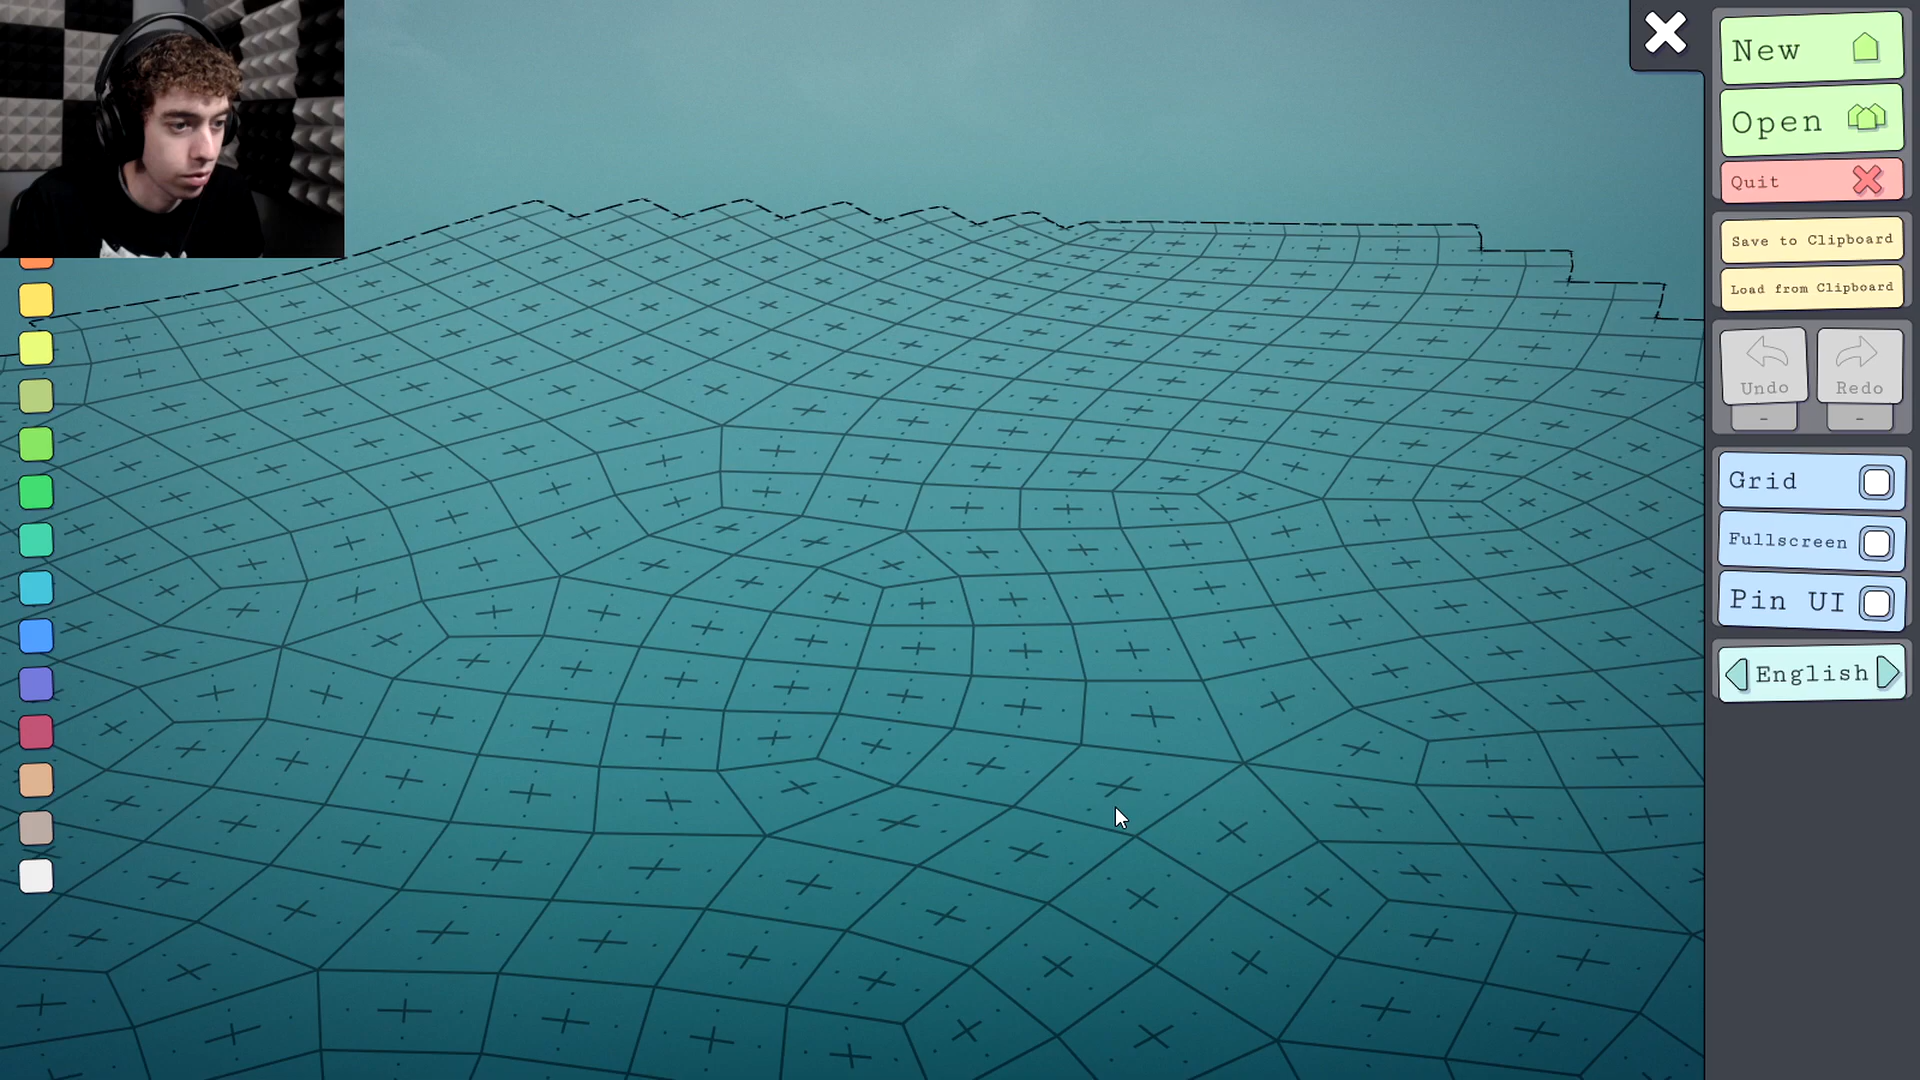 New
Open
Quit
Save to Clipboard
Load from Clipboard
Undo
Redo
-
-
Grid
Fullscreen
Pin UI
English